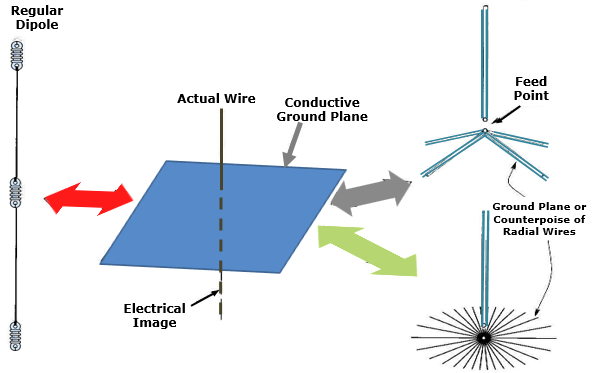 Regular
Dipole
Actual Wire
Conductive
Ground Plane
Feed
Point
Ground Plane or
Counterpoise of
Radial Wires
Electrical
Image